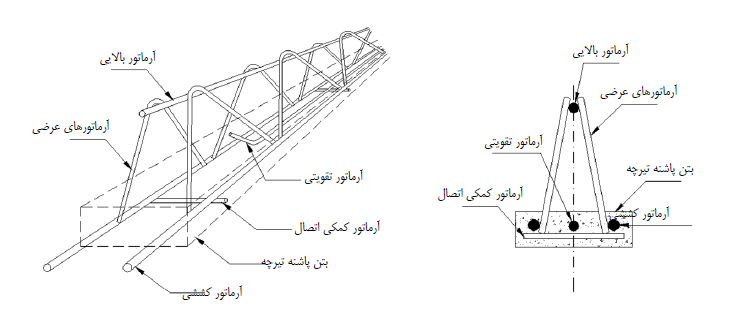 آرماتور بالایی
آرماتورهای عرضی
آرماتور تقویتی
آرماتور کمکی اتصال
بتن پاشنه تیرچه
آرماتور کششی
آرماتور بالایی
آرماتورهای عرضی
آرماتور تقویتی
بتن پاشنه تیرچه
آرماتور کمکی اتصال
آرماتور کششی